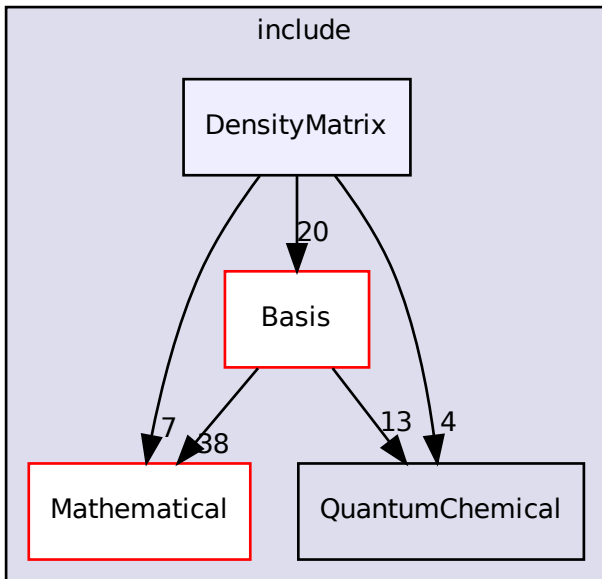 include
DensityMatrix
20
Basis
7
38
13
4
Mathematical
QuantumChemical